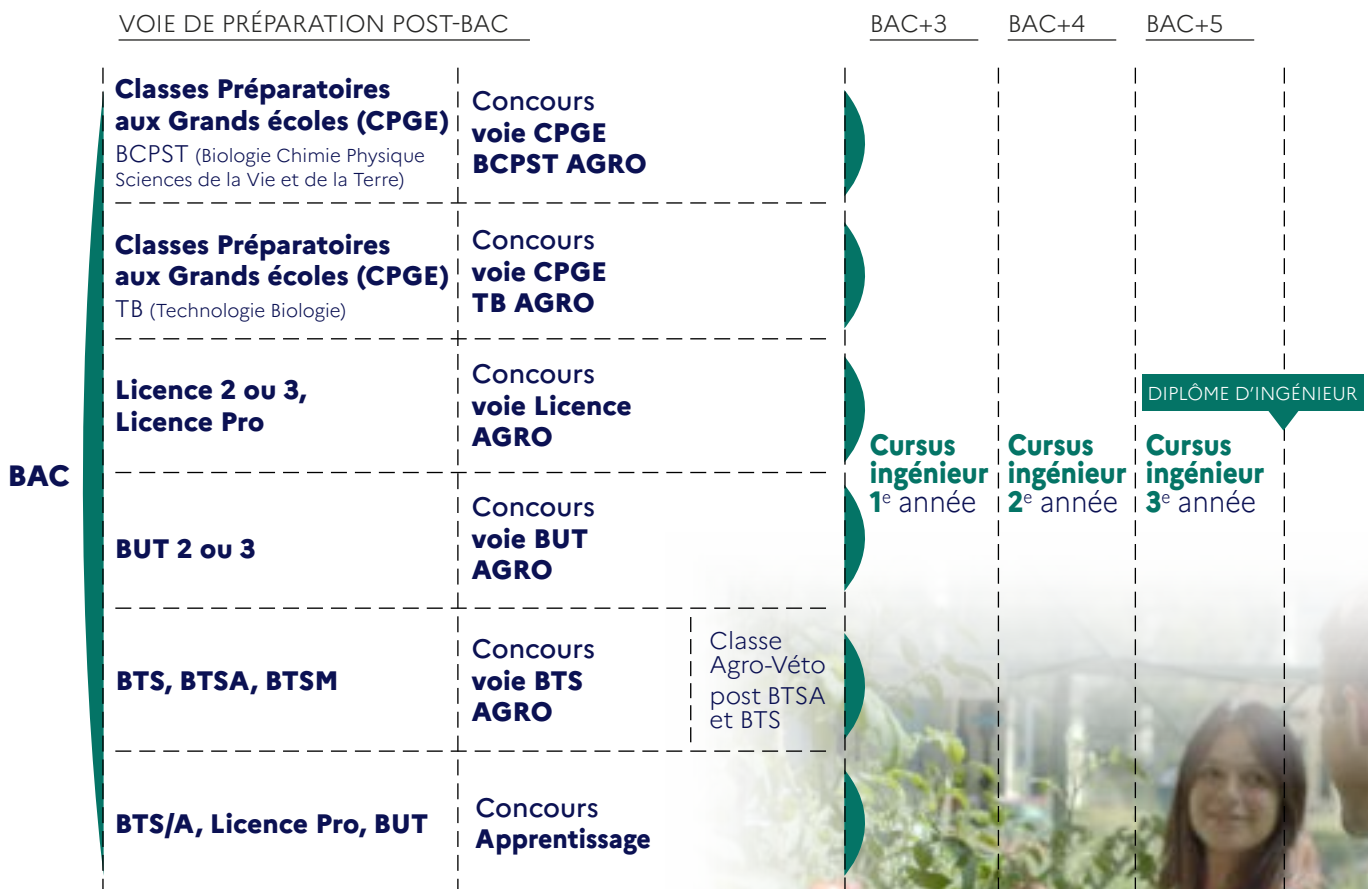 VOIE DE PRÉPARATION POST-BAC
BAC+3
BAC+4
BAC+5
BAC
Classes Préparatoires
aux Grands écoles (CPGE)
BCPST (Biologie Chimie Physique
Sciences de la Vie et de la Terre)
Concours
voie CPGE
BCPST AGRO
Classes Préparatoires
aux Grands écoles (CPGE)
TB (Technologie Biologie)
Concours
voie CPGE
TB AGRO
Licence 2 ou 3,
Licence Pro
Concours
voie Licence
AGRO
BUT 2 ou 3
Concours
voie BUT
AGRO
BTS, BTSA, BTSM
Concours
voie BTS
AGRO
Classe
Agro-Véto
post BTSA
et BTS
BTS/A, Licence Pro, BUT
Concours
Apprentissage
Cursus
ingénieur
1e année
Cursus
ingénieur
2e année
Cursus
ingénieur
3e année
DIPLÔME D'INGÉNIEUR